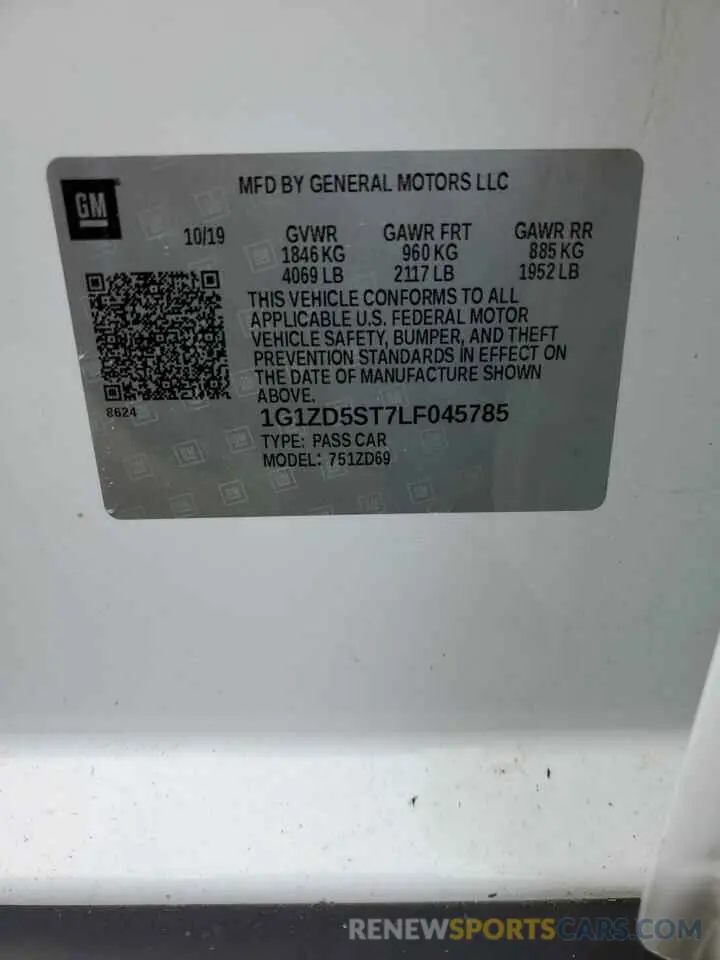 GM
MFD BY GENERAL MOTORS LLC
10/19 GVWR GAWR FRT GAWR RR
1846 KG 960 KG 885 KG
4069 LB 2117 LB 1952 LB
THIS VEHICLE CONFORMS TO ALL
APPLICABLE U.S. FEDERAL MOTOR
VEHICLE SAFETY, BUMPER, AND THEFT
PREVENTION STANDARDS IN EFFECT ON
THE DATE OF MANUFACTURE SHOWN
ABOVE.
8624
1G1ZD5ST7LF045785
TYPE: PASS CAR
MODEL: 751ZD69
RENEWSPORTSCAR.COM